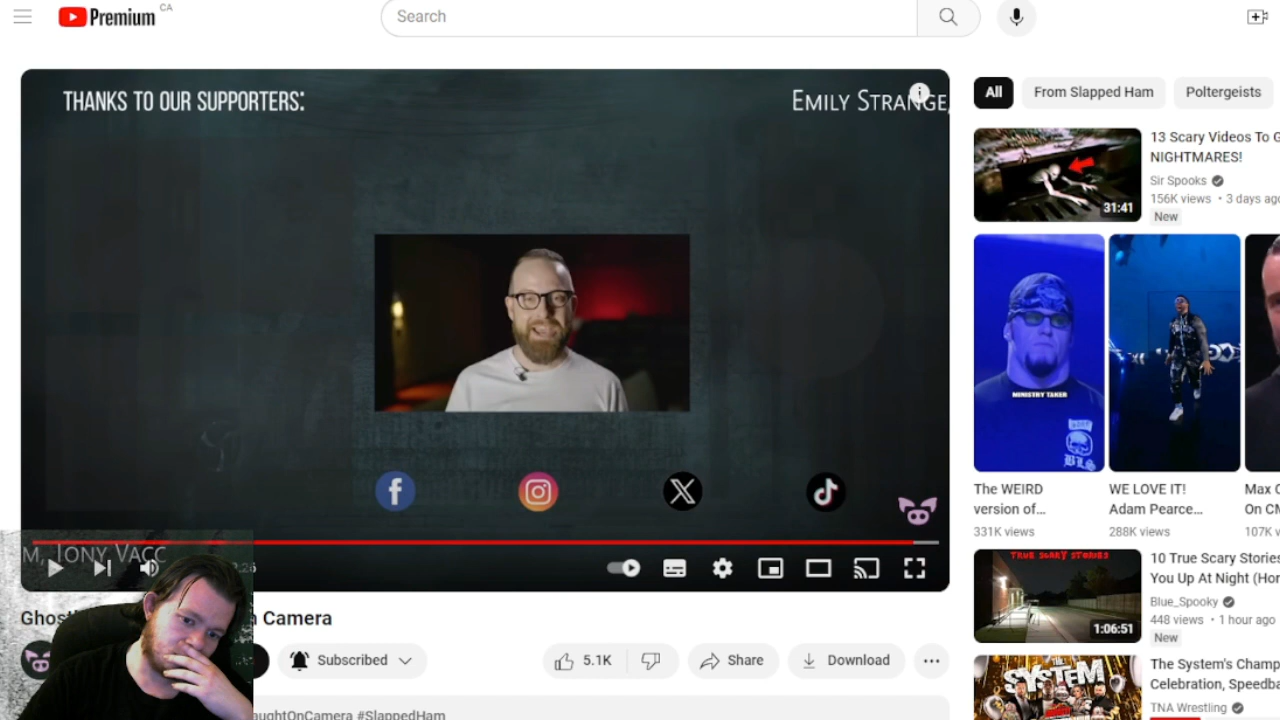 Premium CA
Search
THANKS TO OUR SUPPORTERS:
EMILY STRANGE,
M, TONY VACC
:26
Ghost
Camera
Subscribed
5.1K
Share
Download
aughtOnCamera #SlappedHam
All
From Slapped Ham
Poltergeists
31:41
13 Scary Videos To G
NIGHTMARES!
Sir Spooks
156K views • 3 days ago
New
MINISTRY TAKER
BLS
The WEIRD
version of...
331K views
WE LOVE IT!
Adam Pearce...
288K views
Max C
On CM
107K v
TRUE SCARY STORIES
1:06:51
10 True Scary Stories
You Up At Night (Hor
Blue_Spooky
448 views • 1 hour ago
New
THE SYSTEM
The System's Champ
Celebration, Speedba
TNA Wrestling